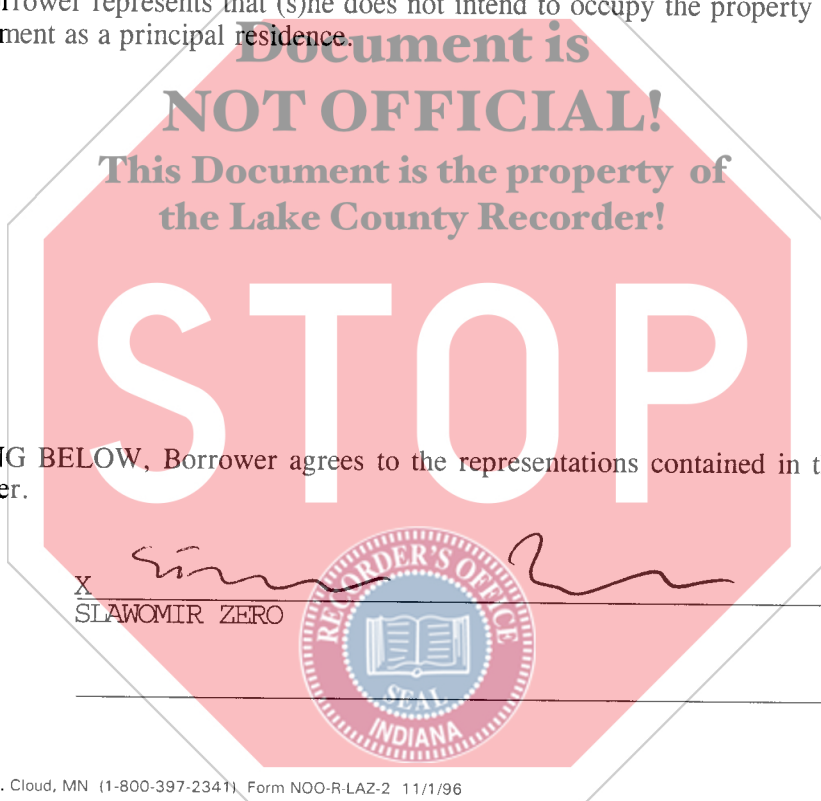 rrower represents that (s)he does not intend to occupy the property
ment as a principal residence.
Document is
NOT OFFICIAL!
This Document is the property of
the Lake County Recorder!
STOP
NG BELOW, Borrower agrees to the representations contained in t
er.
X
SLAWOMIR ZERO
RECORDER'S OFFICE
SEAL
INDIANA
. Cloud, MN (1-800-397-2341) Form NOO-R-LAZ-2 11/1/96